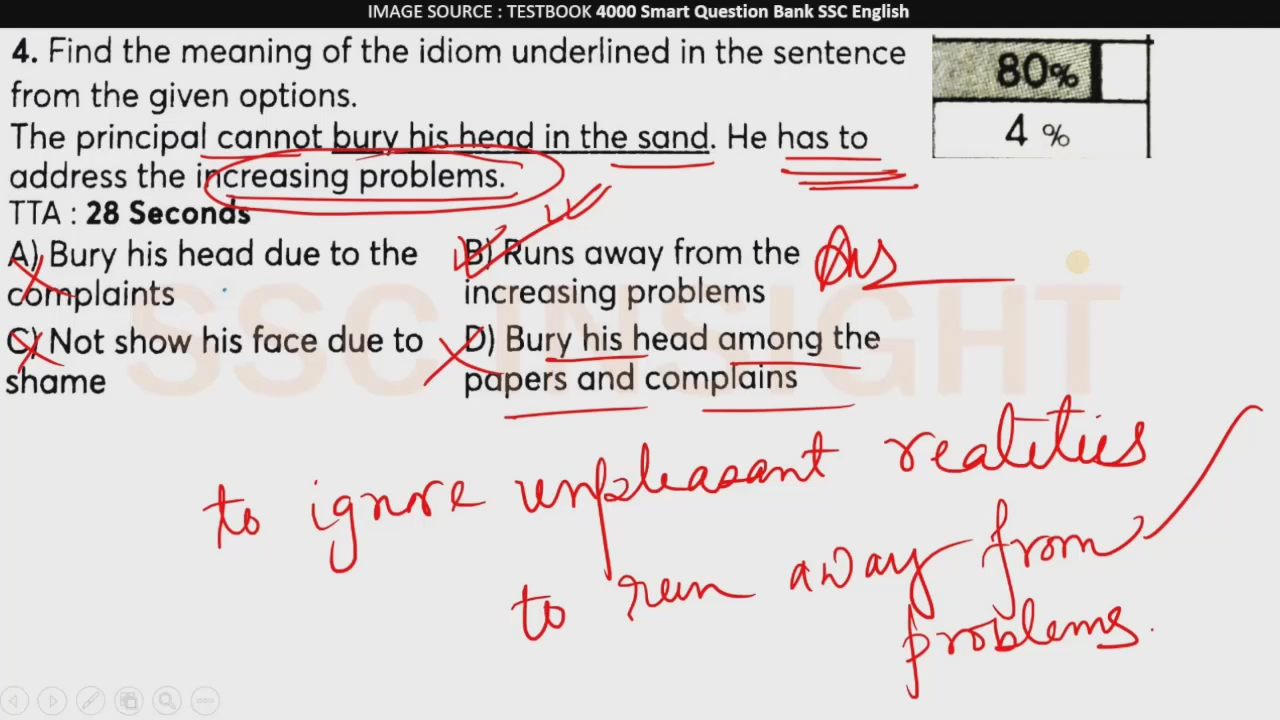 IMAGE SOURCE : TESTBOOK 4000 Smart Question Bank SSC English
4. Find the meaning of the idiom underlined in the sentence
from the given options.
80%
4 %
The principal cannot bury his head in the sand. He has to
address the increasing problems.
TTA : 28 Seconds
A) Bury his head due to the
complaints
B) Runs away from the
increasing problems
Ans
C) Not show his face due to
shame
D) Bury his head among the
papers and complains
SSC INSIGHT
to ignore unpleasant realities
to run away from
problems.